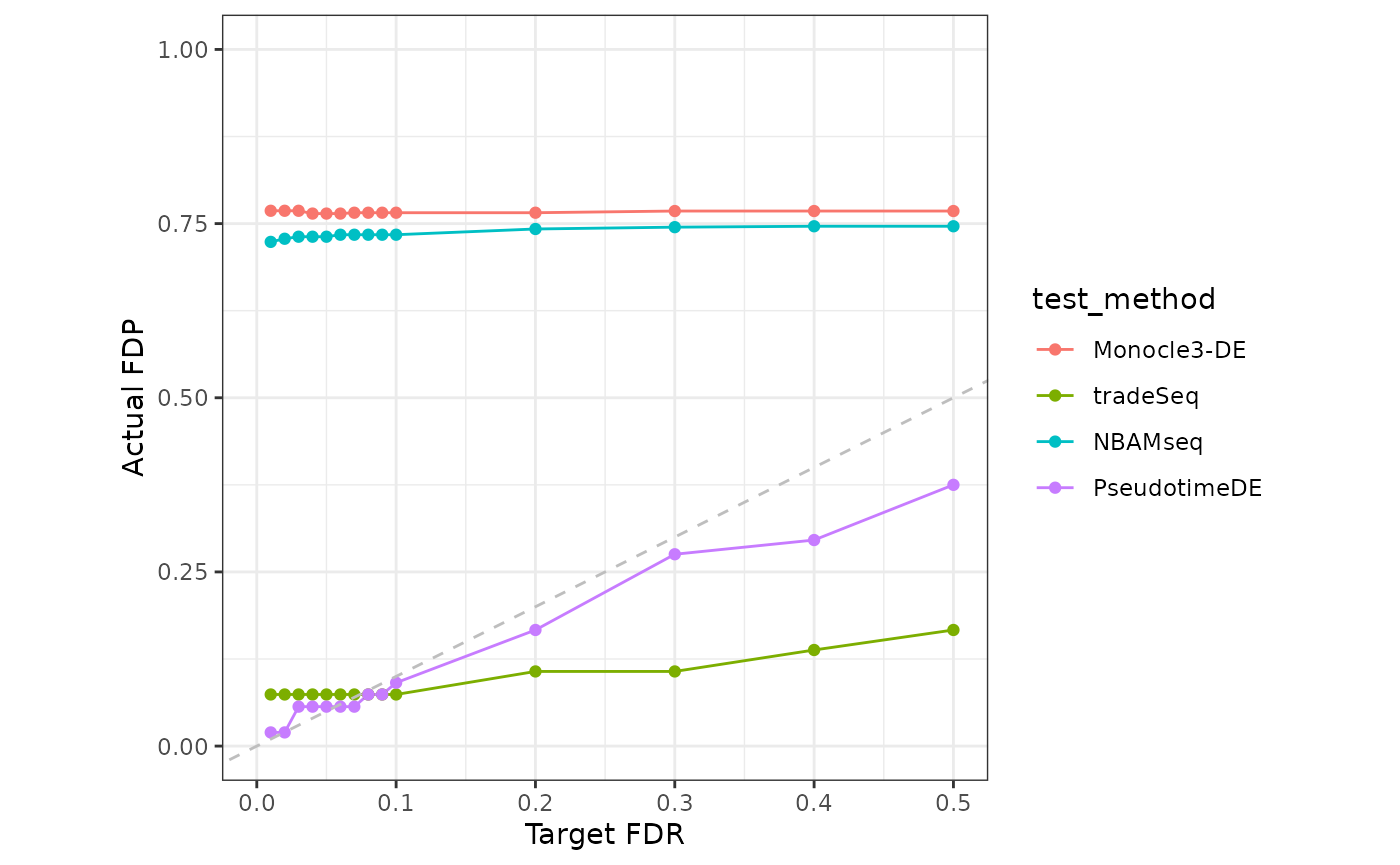 1.00
0.75
0.50
0.25
0.00
Actual FDP
0.0 0.1 0.2 0.3 0.4 0.5
Target FDR
test_method
Monocle3-DE
tradeSeq
NBAMseq
PseudotimeDE